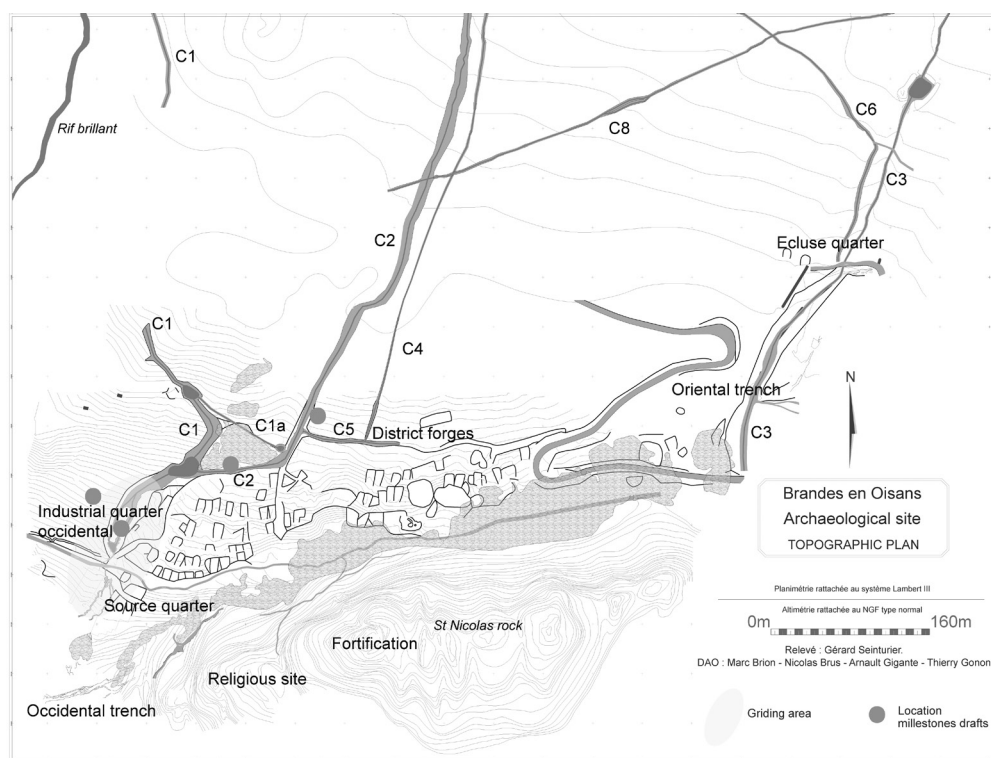 C1
Rif brillant
C6
C8
C3
C2
Ecluse quarter
C1
C4
Oriental trench
C1
C1a
C5
District forges
C3
C2
Brandes en Oisans
Archaeological site
TOPOGRAPHIC PLAN
N
Industrial quarter
occidental
Source quarter
St Nicolas rock
Fortification
Religious site
Occidental trench
Planimétrie rattachée au système Lambert III
Altimétrie rattachée au NGF type normal
0m 160m
Relevé : Gérard Seinturier.
DAO : Marc Brion - Nicolas Brus - Arnault Gigante - Thierry Gonon
Griding area
Location
millestones drafts